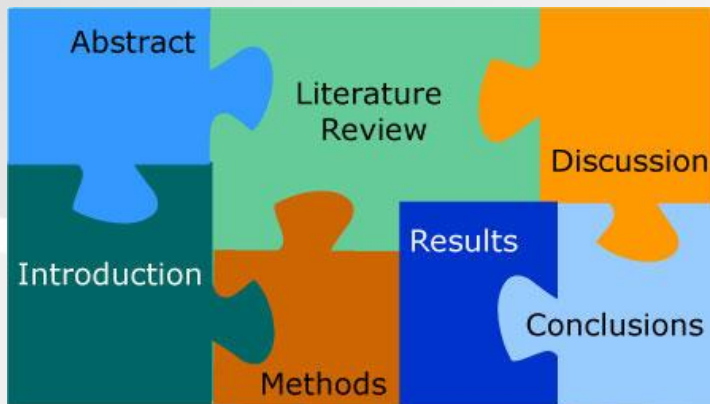 Abstract
Literature
Review
Discussion
Introduction
Methods
Results
Conclusions